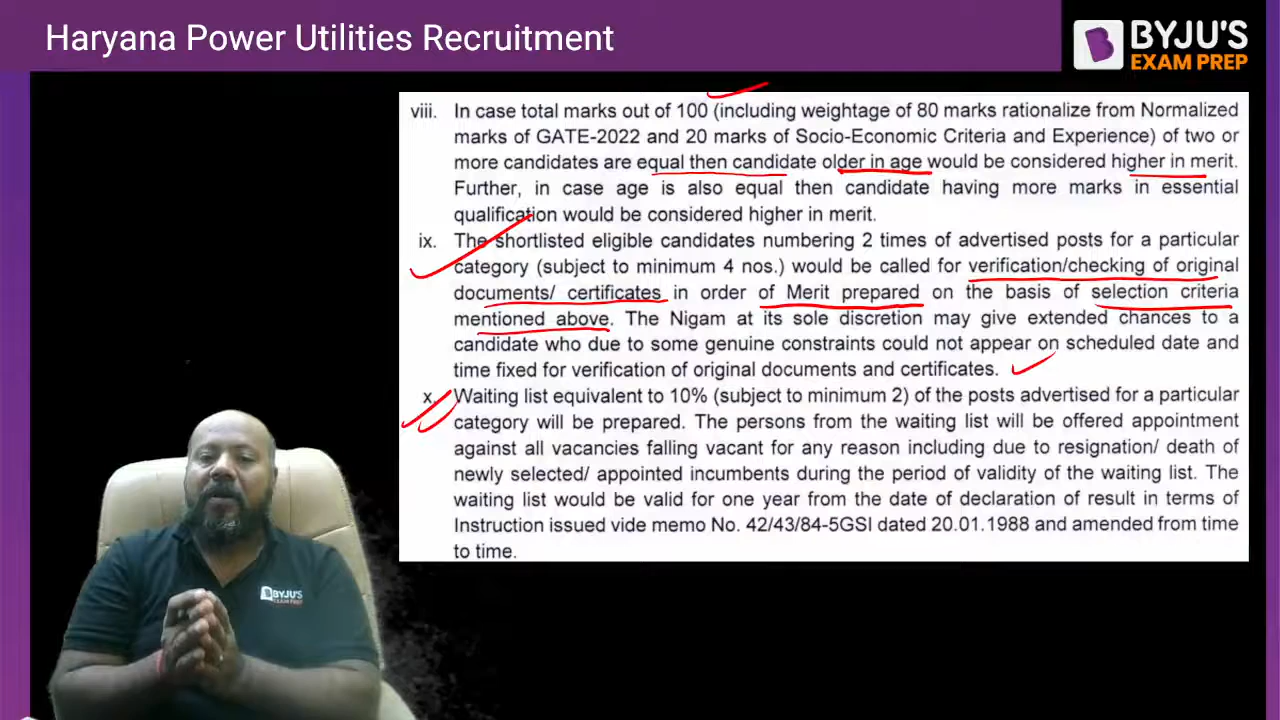 Haryana Power Utilities Recruitment
BYJU'S
EXAM PREP
viii. In case total marks out of 100 (including weightage of 80 marks rationalize from Normalized
marks of GATE-2022 and 20 marks of Socio-Economic Criteria and Experience) of two or
more candidates are equal then candidate older in age would be considered higher in merit.
Further, in case age is also equal then candidate having more marks in essential
qualification would be considered higher in merit.
ix. The shortlisted eligible candidates numbering 2 times of advertised posts for a particular
category (subject to minimum 4 nos.) would be called for verification/checking of original
documents/ certificates in order of Merit prepared on the basis of selection criteria
mentioned above. The Nigam at its sole discretion may give extended chances to a
candidate who due to some genuine constraints could not appear on scheduled date and
time fixed for verification of original documents and certificates.
x. Waiting list equivalent to 10% (subject to minimum 2) of the posts advertised for a particular
category will be prepared. The persons from the waiting list will be offered appointment
against all vacancies falling vacant for any reason including due to resignation/ death of
newly selected/ appointed incumbents during the period of validity of the waiting list. The
waiting list would be valid for one year from the date of declaration of result in terms of
Instruction issued vide memo No. 42/43/84-5GSI dated 20.01.1988 and amended from time
to time.
BYJU'S
EXAM PREP